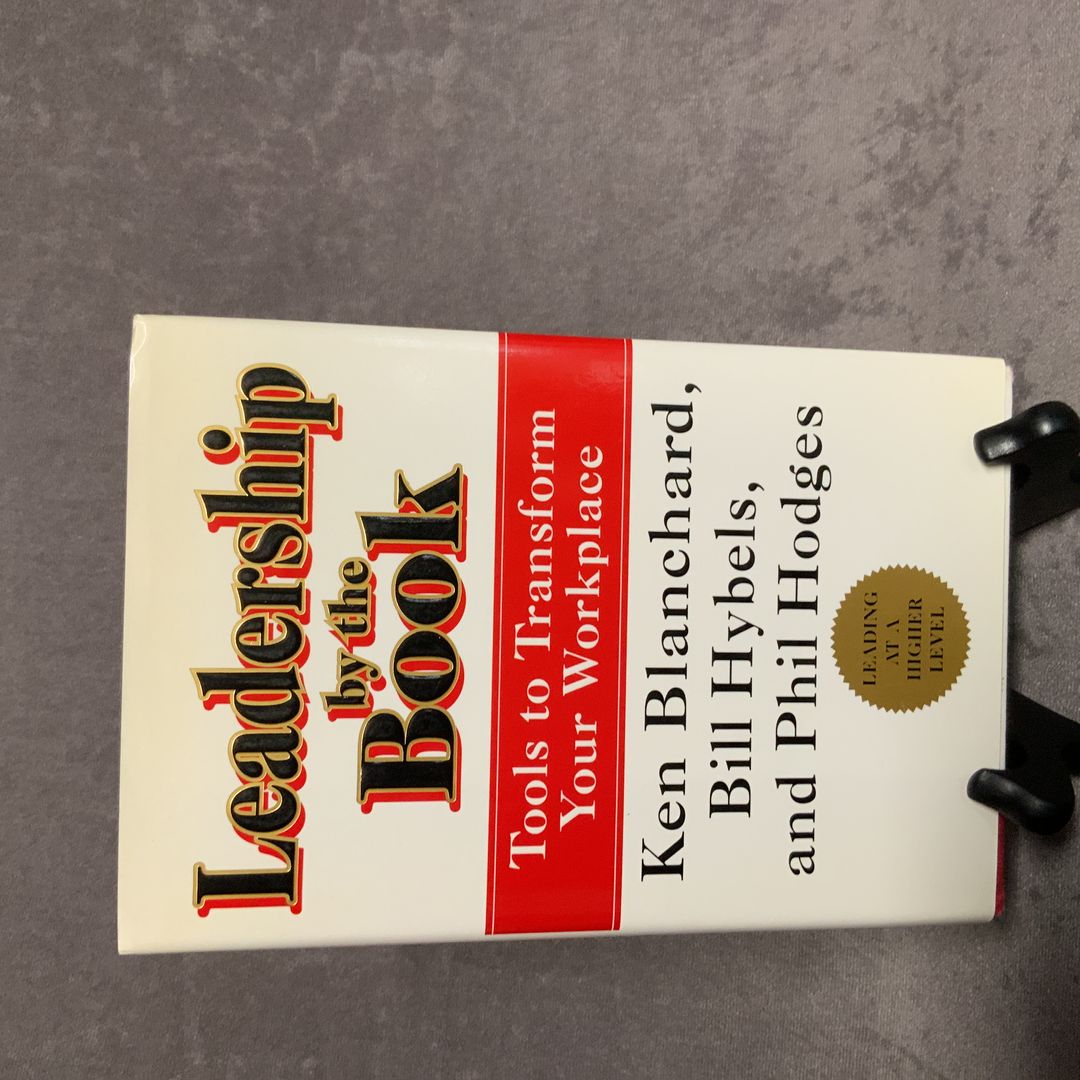 Leadership
by the
Book
Tools to Transform
Your Workplace
Ken Blanchard,
Bill Hybels,
and Phil Hodges
LEADING
AT A
HIGHER
LEVEL